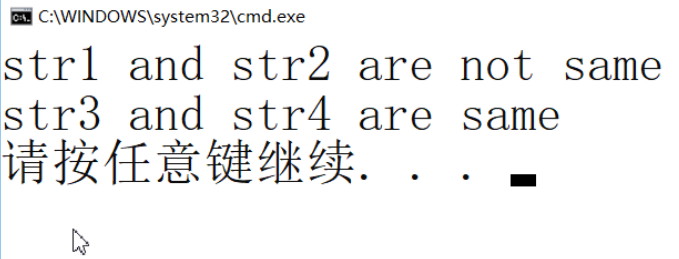 C:\WINDOWS\system32\cmd.exe
str1 and str2 are not same
str3 and str4 are same
请按任意键继续. . .